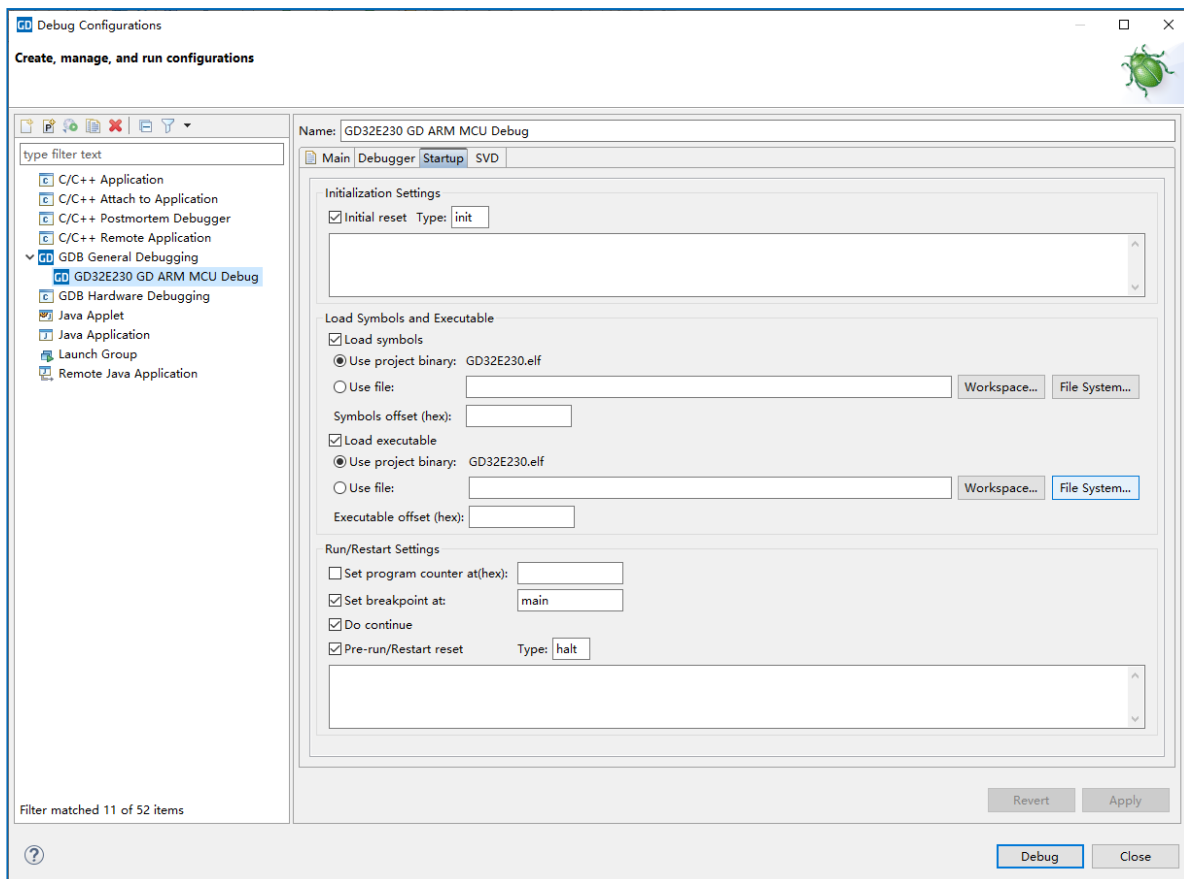 GD Debug Configurations
Create, manage, and run configurations
type filter text
C/C++ Application
C/C++ Attach to Application
C/C++ Postmortem Debugger
C/C++ Remote Application
GD GDB General Debugging
GD GD32E230 GD ARM MCU Debug
GDB Hardware Debugging
Java Applet
Java Application
Launch Group
Remote Java Application
Filter matched 11 of 52 items
Name: GD32E230 GD ARM MCU Debug
Main Debugger Startup SVD
Initialization Settings
Initial reset Type: init
Load Symbols and Executable
Load symbols
Use project binary: GD32E230.elf
Use file: Workspace... File System...
Symbols offset (hex):
Load executable
Use project binary: GD32E230.elf
Use file: Workspace... File System...
Executable offset (hex):
Run/Restart Settings
Set program counter at(hex):
Set breakpoint at: main
Do continue
Pre-run/Restart reset Type: halt
Revert Apply
? Debug Close